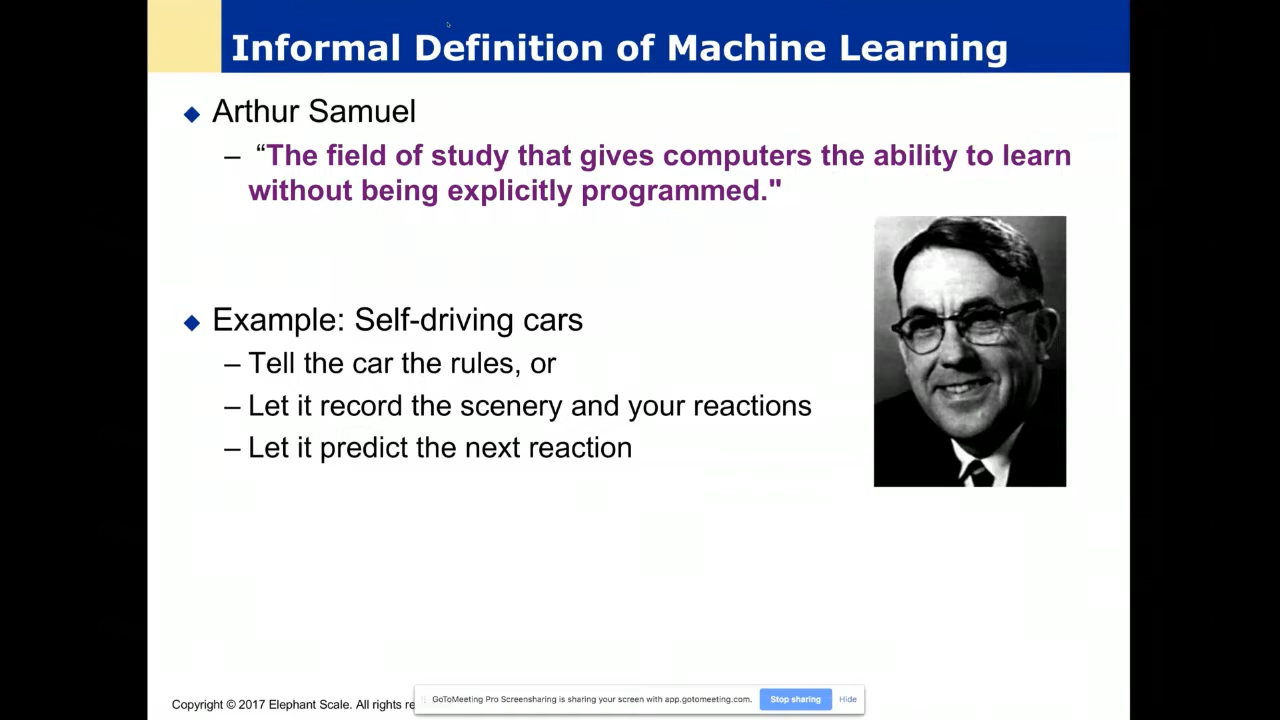 Informal Definition of Machine Learning
Arthur Samuel
– “The field of study that gives computers the ability to learn
without being explicitly programmed."
Example: Self-driving cars
– Tell the car the rules, or
– Let it record the scenery and your reactions
– Let it predict the next reaction
Copyright © 2017 Elephant Scale. All rights re
GoToMeeting Pro Screensharing is sharing your screen with app.gotomeeting.com. Stop sharing Hide